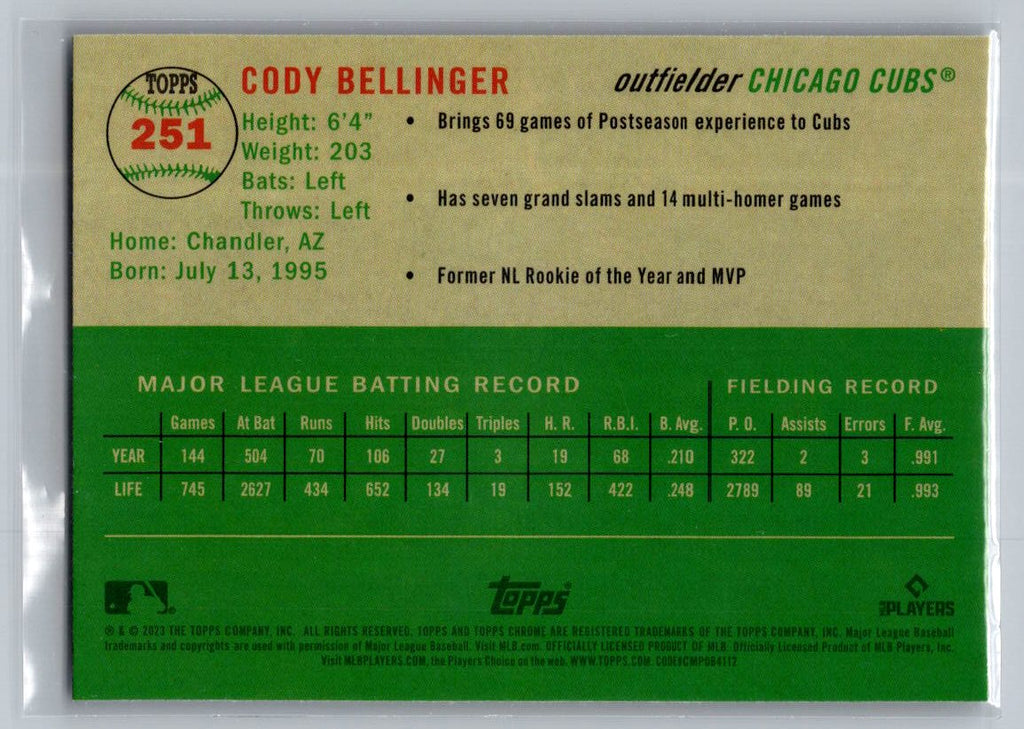 TOPPS
251
CODY BELLINGER
outfielder CHICAGO CUBS®
Height: 6'4"
Weight: 203
Bats: Left
Throws: Left
Home: Chandler, AZ
Born: July 13, 1995
• Brings 69 games of Postseason experience to Cubs
• Has seven grand slams and 14 multi-homer games
• Former NL Rookie of the Year and MVP
MAJOR LEAGUE BATTING RECORD FIELDING RECORD
Games At Bat Runs Hits Doubles Triples H. R. R.B.I. B. Avg. P. O. Assists Errors F. Avg.
YEAR 144 504 70 106 27 3 19 68 .210 322 2 3 .991
LIFE 745 2627 434 652 134 19 152 422 .248 2789 89 21 .993
TOPPS
PLAYERS
® & © 2023 THE TOPPS COMPANY, INC. ALL RIGHTS RESERVED. TOPPS AND TOPPS CHROME ARE REGISTERED TRADEMARKS OF THE TOPPS COMPANY, INC. Major League Baseball
trademarks and copyrights are used with permission of Major League Baseball. Visit MLB.com. OFFICIALLY LICENSED PRODUCT OF MLB. Officially Licensed Product of MLB Players, Inc.
Visit MLBPLAYERS.COM, the Players Choice on the web. WWW.TOPPS.COM. CODE#CMP084112